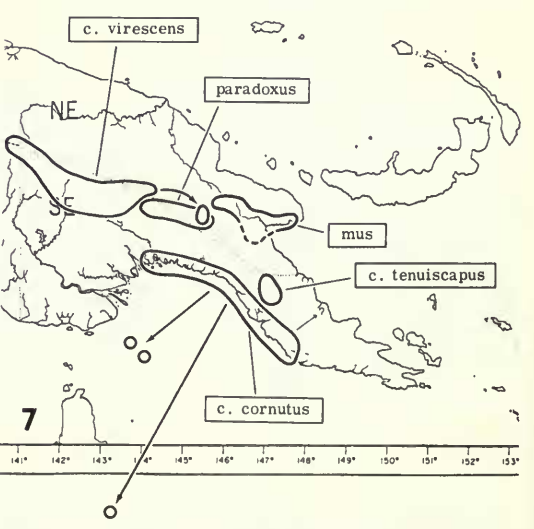 c. virescens
paradoxus
NE
SE
mus
c. tenuiscapus
c. cornutus
7
141° 142° 143° 144° 145° 146° 147° 148° 149° 150° 151° 152° 153°